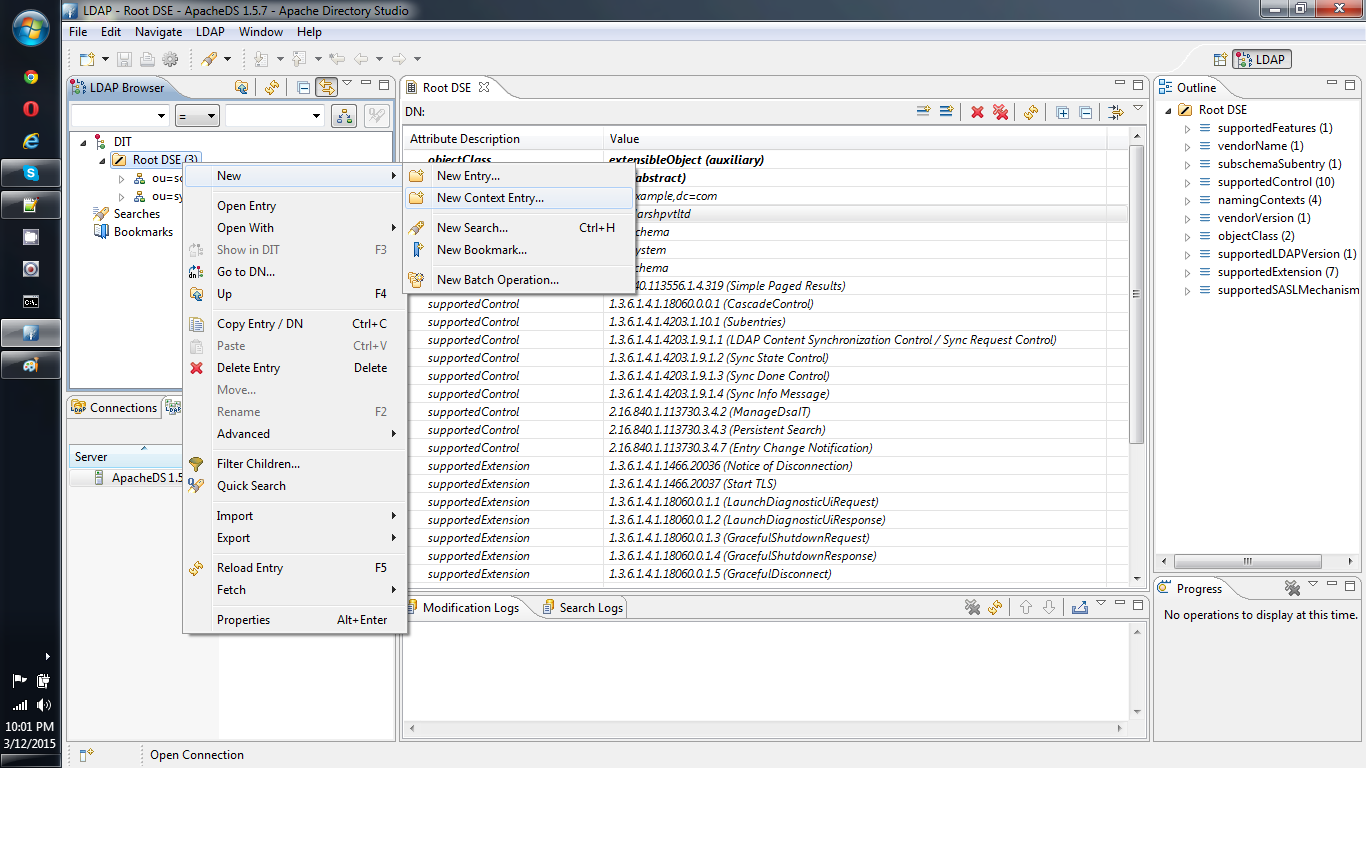 LDAP - Root DSE - ApacheDS 1.5.7 - Apache Directory Studio
File Edit Navigate LDAP Window Help
LDAP
LDAP Browser
=
DIT
Root DSE (3)
Searches
Bookmarks
New
Open Entry
Open With
Show in DIT F3
Go to DN...
Up F4
Copy Entry / DN Ctrl+C
Paste Ctrl+V
Delete Entry Delete
Move...
Rename F2
Advanced
Filter Children...
Quick Search
Import
Export
Reload Entry F5
Fetch
Properties Alt+Enter
New Entry...
New Context Entry...
New Search... Ctrl+H
New Bookmark...
New Batch Operation...
Connections
Server
ApacheDS 1.5
Root DSE
DN:
Attribute Description Value
objectClass extensibleObject (auxiliary)
abstract)
example,dc=com
arshpvtltd
chema
system
chema
40.113556.1.4.319 (Simple Paged Results)
supportedControl 1.3.6.1.4.1.18060.0.0.1 (CascadeControl)
supportedControl 1.3.6.1.4.1.4203.1.10.1 (Subentries)
supportedControl 1.3.6.1.4.1.4203.1.9.1.1 (LDAP Content Synchronization Control / Sync Request Control)
supportedControl 1.3.6.1.4.1.4203.1.9.1.2 (Sync State Control)
supportedControl 1.3.6.1.4.1.4203.1.9.1.3 (Sync Done Control)
supportedControl 1.3.6.1.4.1.4203.1.9.1.4 (Sync Info Message)
supportedControl 2.16.840.1.113730.3.4.2 (ManageDsaIT)
supportedControl 2.16.840.1.113730.3.4.3 (Persistent Search)
supportedControl 2.16.840.1.113730.3.4.7 (Entry Change Notification)
supportedExtension 1.3.6.1.4.1.1466.20036 (Notice of Disconnection)
supportedExtension 1.3.6.1.4.1.1466.20037 (Start TLS)
supportedExtension 1.3.6.1.4.1.18060.0.1.1 (LaunchDiagnosticUiRequest)
supportedExtension 1.3.6.1.4.1.18060.0.1.2 (LaunchDiagnosticUiResponse)
supportedExtension 1.3.6.1.4.1.18060.0.1.3 (GracefulShutdownRequest)
supportedExtension 1.3.6.1.4.1.18060.0.1.4 (GracefulShutdownResponse)
supportedExtension 1.3.6.1.4.1.18060.0.1.5 (GracefulDisconnect)
Modification Logs Search Logs
Outline
Root DSE
supportedFeatures (1)
vendorName (1)
subschemaSubentry (1)
supportedControl (10)
namingContexts (4)
vendorVersion (1)
objectClass (2)
supportedLDAPVersion (1)
supportedExtension (7)
supportedSASLMechanism
Progress
No operations to display at this time.
10:01 PM
3/12/2015
Open Connection